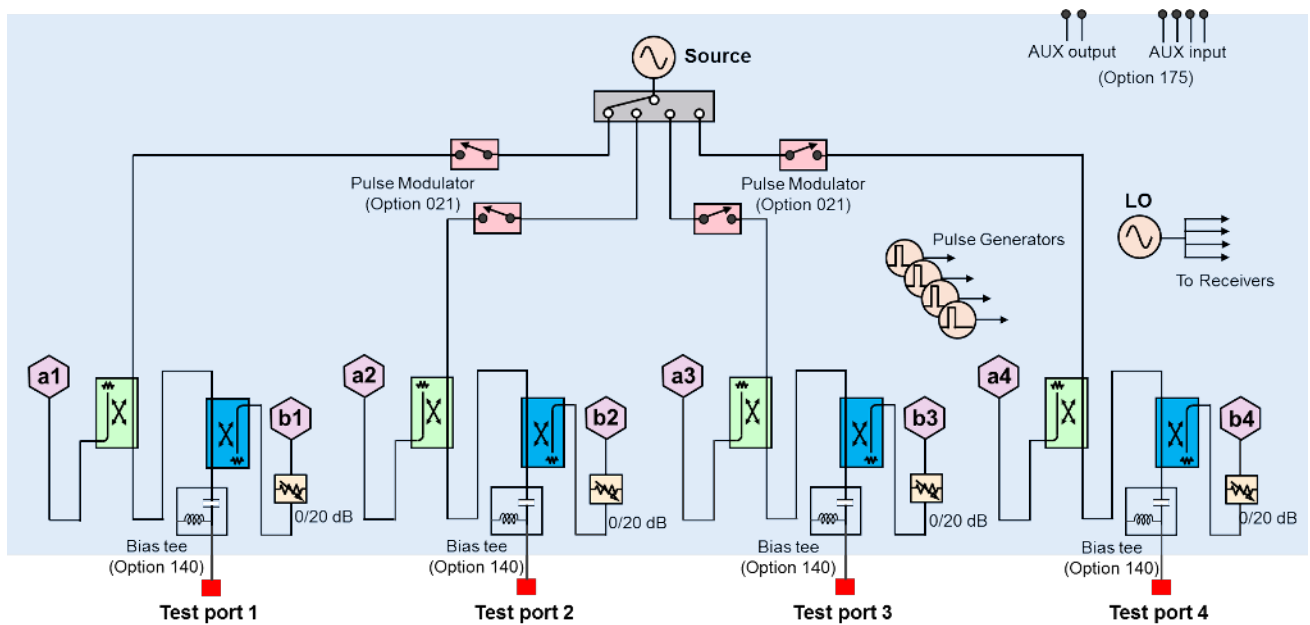 AUX output
AUX input
(Option 175)
Source
Pulse Modulator
(Option 021)
Pulse Modulator
(Option 021)
LO
To Receivers
Pulse Generators
a1
b1
0/20 dB
Bias tee
(Option 140)
Test port 1
a2
b2
0/20 dB
Bias tee
(Option 140)
Test port 2
a3
b3
0/20 dB
Bias tee
(Option 140)
Test port 3
a4
b4
0/20 dB
Bias tee
(Option 140)
Test port 4